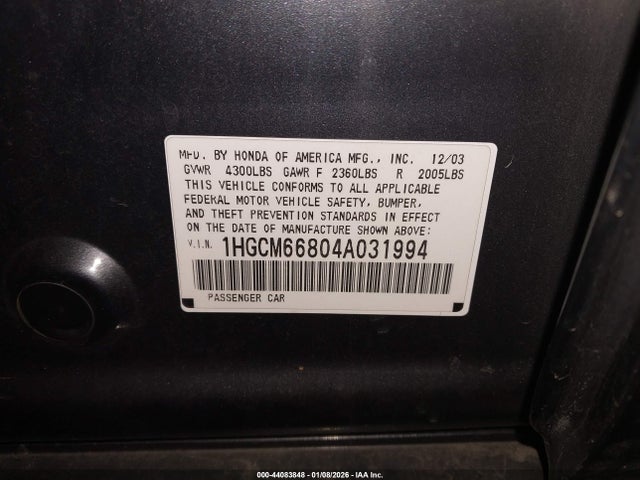 MFD. BY HONDA OF AMERICA MFG., INC. 12/03
GVWR 4300LBS GAWR F 2360LBS R 2005LBS
THIS VEHICLE CONFORMS TO ALL APPLICABLE
FEDERAL MOTOR VEHICLE SAFETY, BUMPER,
AND THEFT PREVENTION STANDARDS IN EFFECT
ON THE DATE OF MANUFACTURE SHOWN ABOVE:
V.I.N. 1HGCM66804A031994
PASSENGER CAR
000-44083848 - 01/08/2026 - IAA Inc.